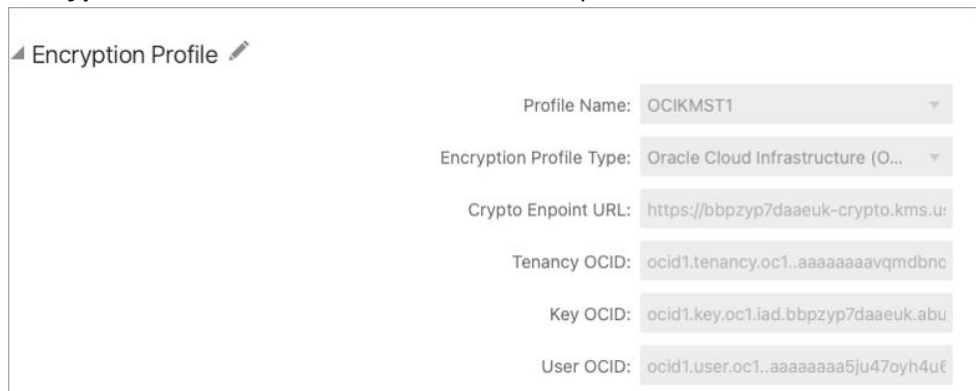 Encryption Profile
Profile Name: OCIKMST1
Encryption Profile Type: Oracle Cloud Infrastructure (O...
Crypto Enpoint URL: https://bbpzyp7daaeuk-crypto.kms.u
Tenancy OCID: ocid1.tenancy.oc1..aaaaaaaavqmdbnc
Key OCID: ocid1.key.oc1.iad.bbpzyp7daaeuk.abu
User OCID: ocid1.user.oc1..aaaaaaaa5ju47oyh4u6